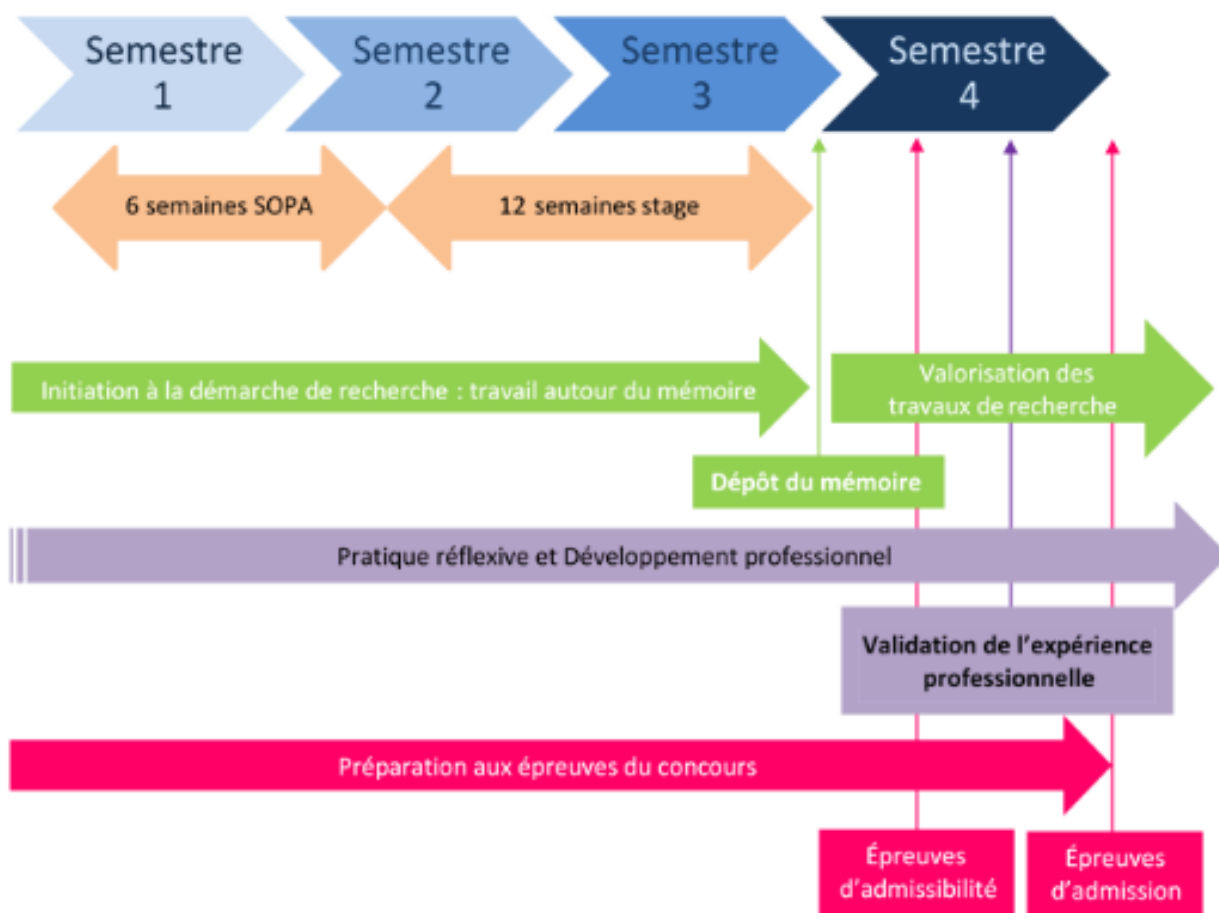 Semestre
1
Semestre
2
Semestre
3
Semestre
4
6 semaines SOPA
12 semaines stage
Initiation à la démarche de recherche : travail autour du mémoire
Valorisation des
travaux de recherche
Dépôt du mémoire
Pratique réflexive et Développement professionnel
Validation de l'expérience
professionnelle
Préparation aux épreuves du concours
Épreuves
d'admissibilité
Épreuves
d'admission